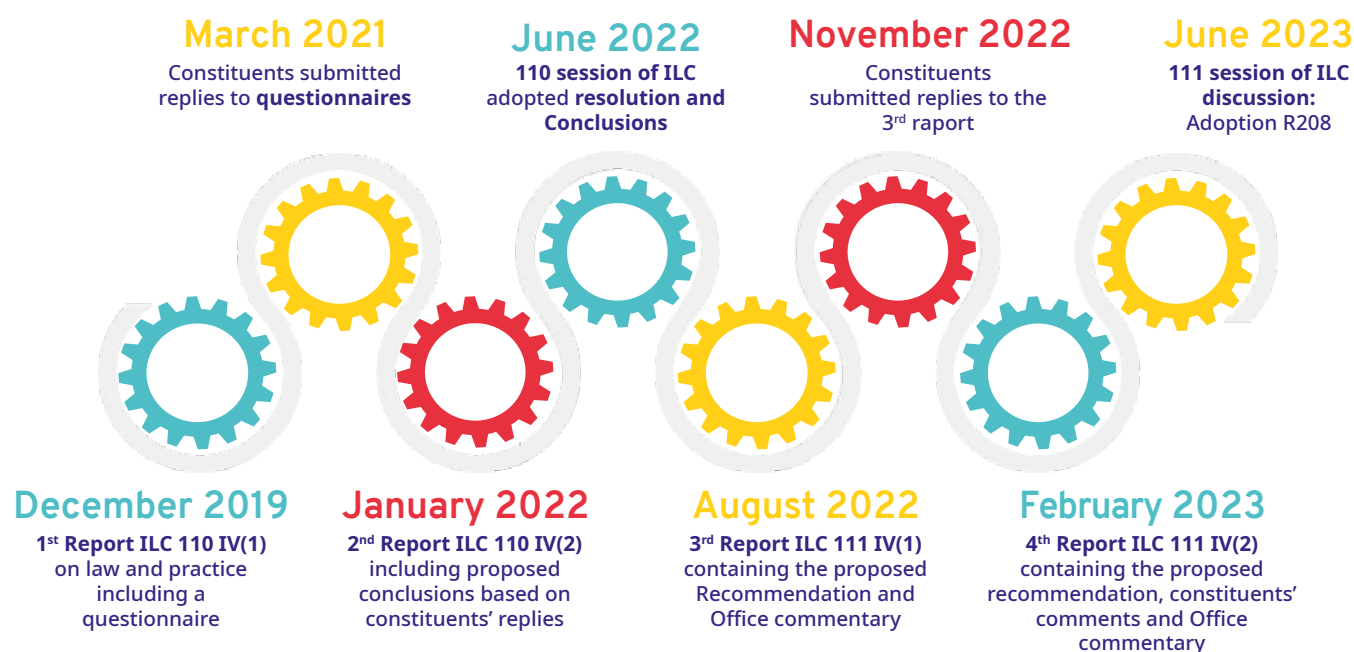 March 2021
Constituents submitted
replies to questionnaires
June 2022
110 session of ILC
adopted resolution and
Conclusions
November 2022
Constituents
submitted replies to the
3rd raport
June 2023
111 session of ILC
discussion:
Adoption R208
December 2019
1st Report ILC 110 IV(1)
on law and practice
including a
questionnaire
January 2022
2nd Report ILC 110 IV(2)
including proposed
conclusions based on
constituents’ replies
August 2022
3rd Report ILC 111 IV(1)
containing the proposed
Recommendation and
Office commentary
February 2023
4th Report ILC 111 IV(2)
containing the proposed
recommendation, constituents’
comments and Office
commentary